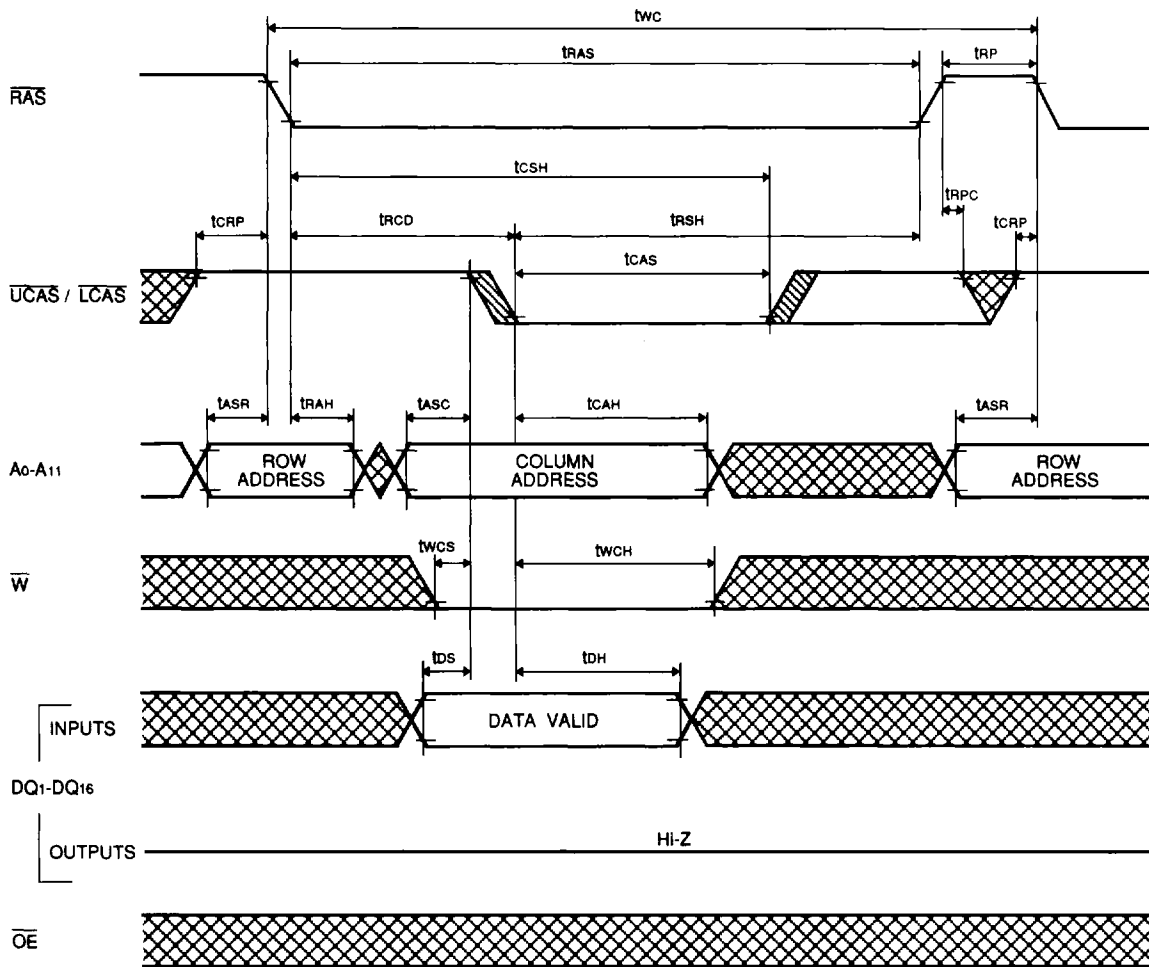 tWC
tRAS
tRP
RAS
tCSH
tRPC
tCRP
tRCD
tRSH
tCRP
tCAS
UCAS / LCAS
tASR
tRAH
tASC
tCAH
tASR
A0-A11
ROW
ADDRESS
COLUMN
ADDRESS
ROW
ADDRESS
tWCS
tWCH
W
tDS
tDH
INPUTS
DATA VALID
DQ1-DQ16
Hi-Z
OUTPUTS
OE